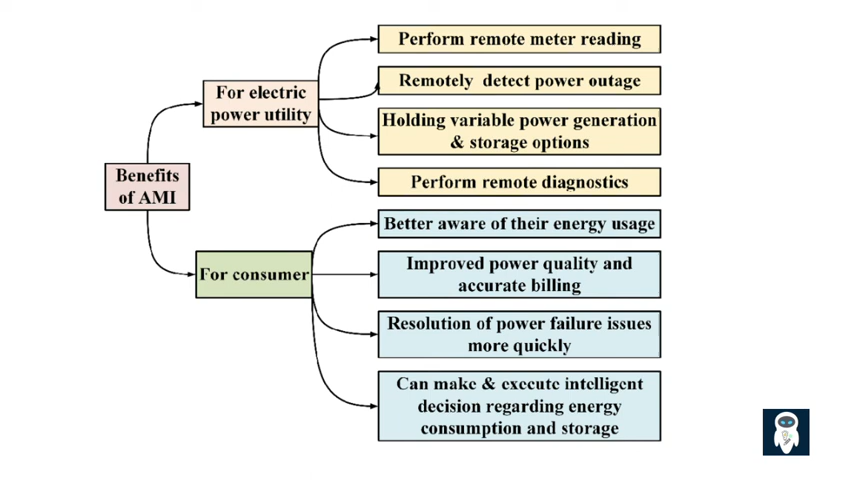 Perform remote meter reading
Remotely detect power outage
For electric
power utility
Holding variable power generation
& storage options
Perform remote diagnostics
Benefits
of AMI
Better aware of their energy usage
For consumer
Improved power quality and
accurate billing
Resolution of power failure issues
more quickly
Can make & execute intelligent
decision regarding energy
consumption and storage